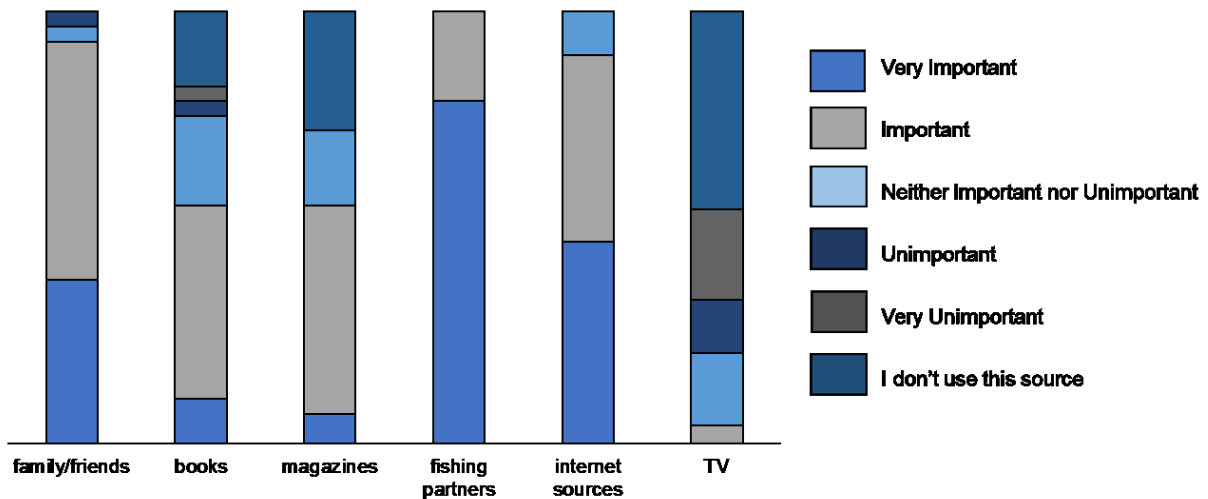 Very Important
Important
Neither Important nor Unimportant
Unimportant
Very Unimportant
I don't use this source
family/friends
books
magazines
fishing
partners
internet
sources
TV